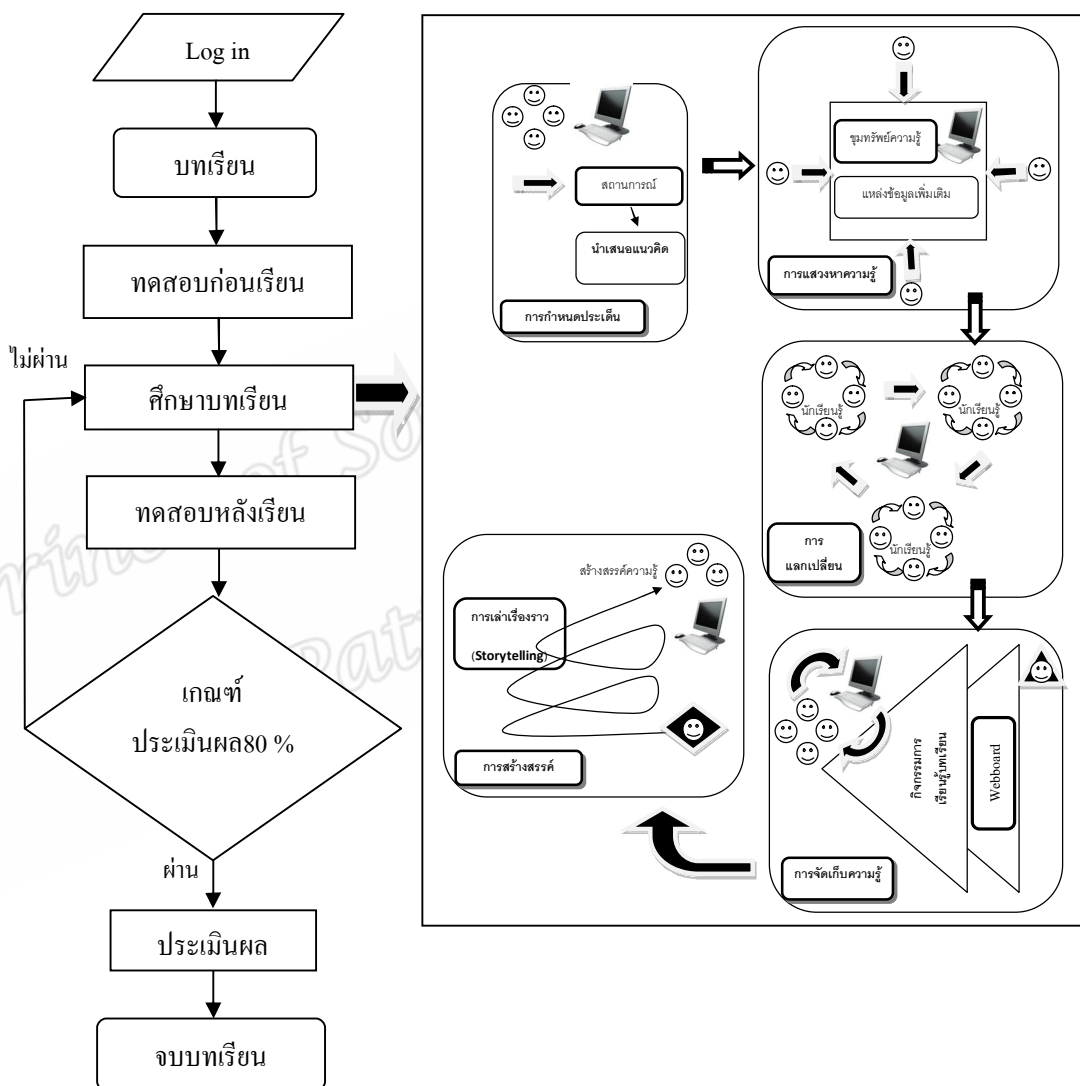 Log in
บทเรียน
ทดสอบก่อนเรียน
ไม่ผ่าน
ศึกษาบทเรียน
ทดสอบหลังเรียน
เกณฑ์
ประเมินผล80 %
ผ่าน
ประเมินผล
จบบทเรียน
สถานการณ์
นำเสนอแนวคิด
การกำหนดประเด็น
ขุมทรัพย์ความรู้
แหล่งข้อมูลเพิ่มเติม
การแสวงหาความรู้
นักเรียนรู้
นักเรียนรู้
นักเรียนรู้
การ
แลกเปลี่ยน
กิจกรรมการ
เรียนรู้บทเรียน
Webboard
การจัดเก็บความรู้
สร้างสรรค์ความรู้
การเล่าเรื่องราว
(Storytelling)
การสร้างสรรค์